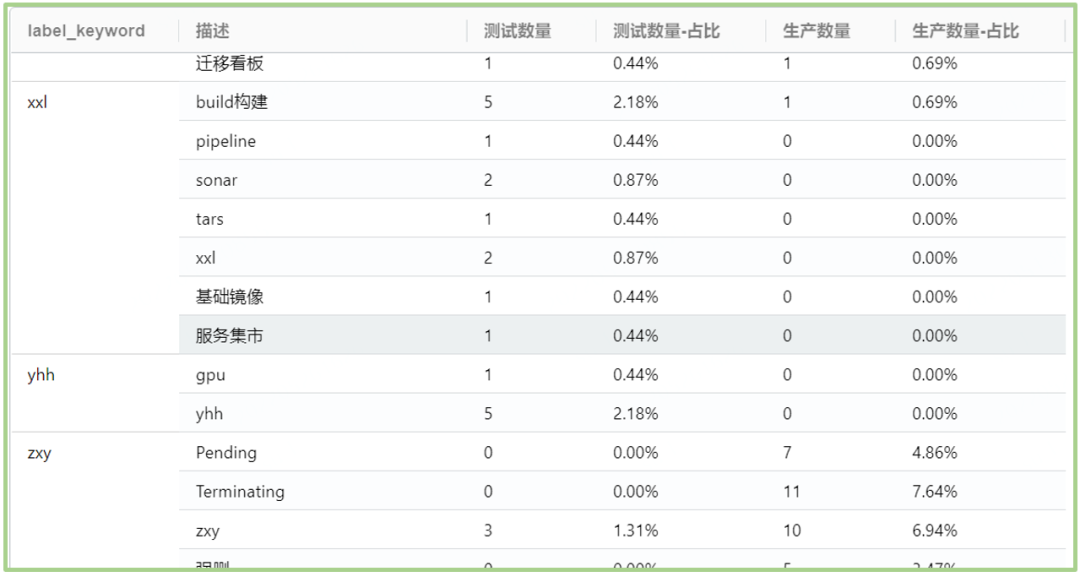 label_keyword 描述 测试数量 测试数量-占比 生产数量 生产数量-占比
迁移看板 1 0.44% 1 0.69%
xxl build构建 5 2.18% 1 0.69%
pipeline 1 0.44% 0 0.00%
sonar 2 0.87% 0 0.00%
tars 1 0.44% 0 0.00%
xxl 2 0.87% 0 0.00%
基础镜像 1 0.44% 0 0.00%
服务集市 1 0.44% 0 0.00%
yhh gpu 1 0.44% 0 0.00%
yhh 5 2.18% 0 0.00%
zxy Pending 0 0.00% 7 4.86%
Terminating 0 0.00% 11 7.64%
zxy 3 1.31% 10 6.94%